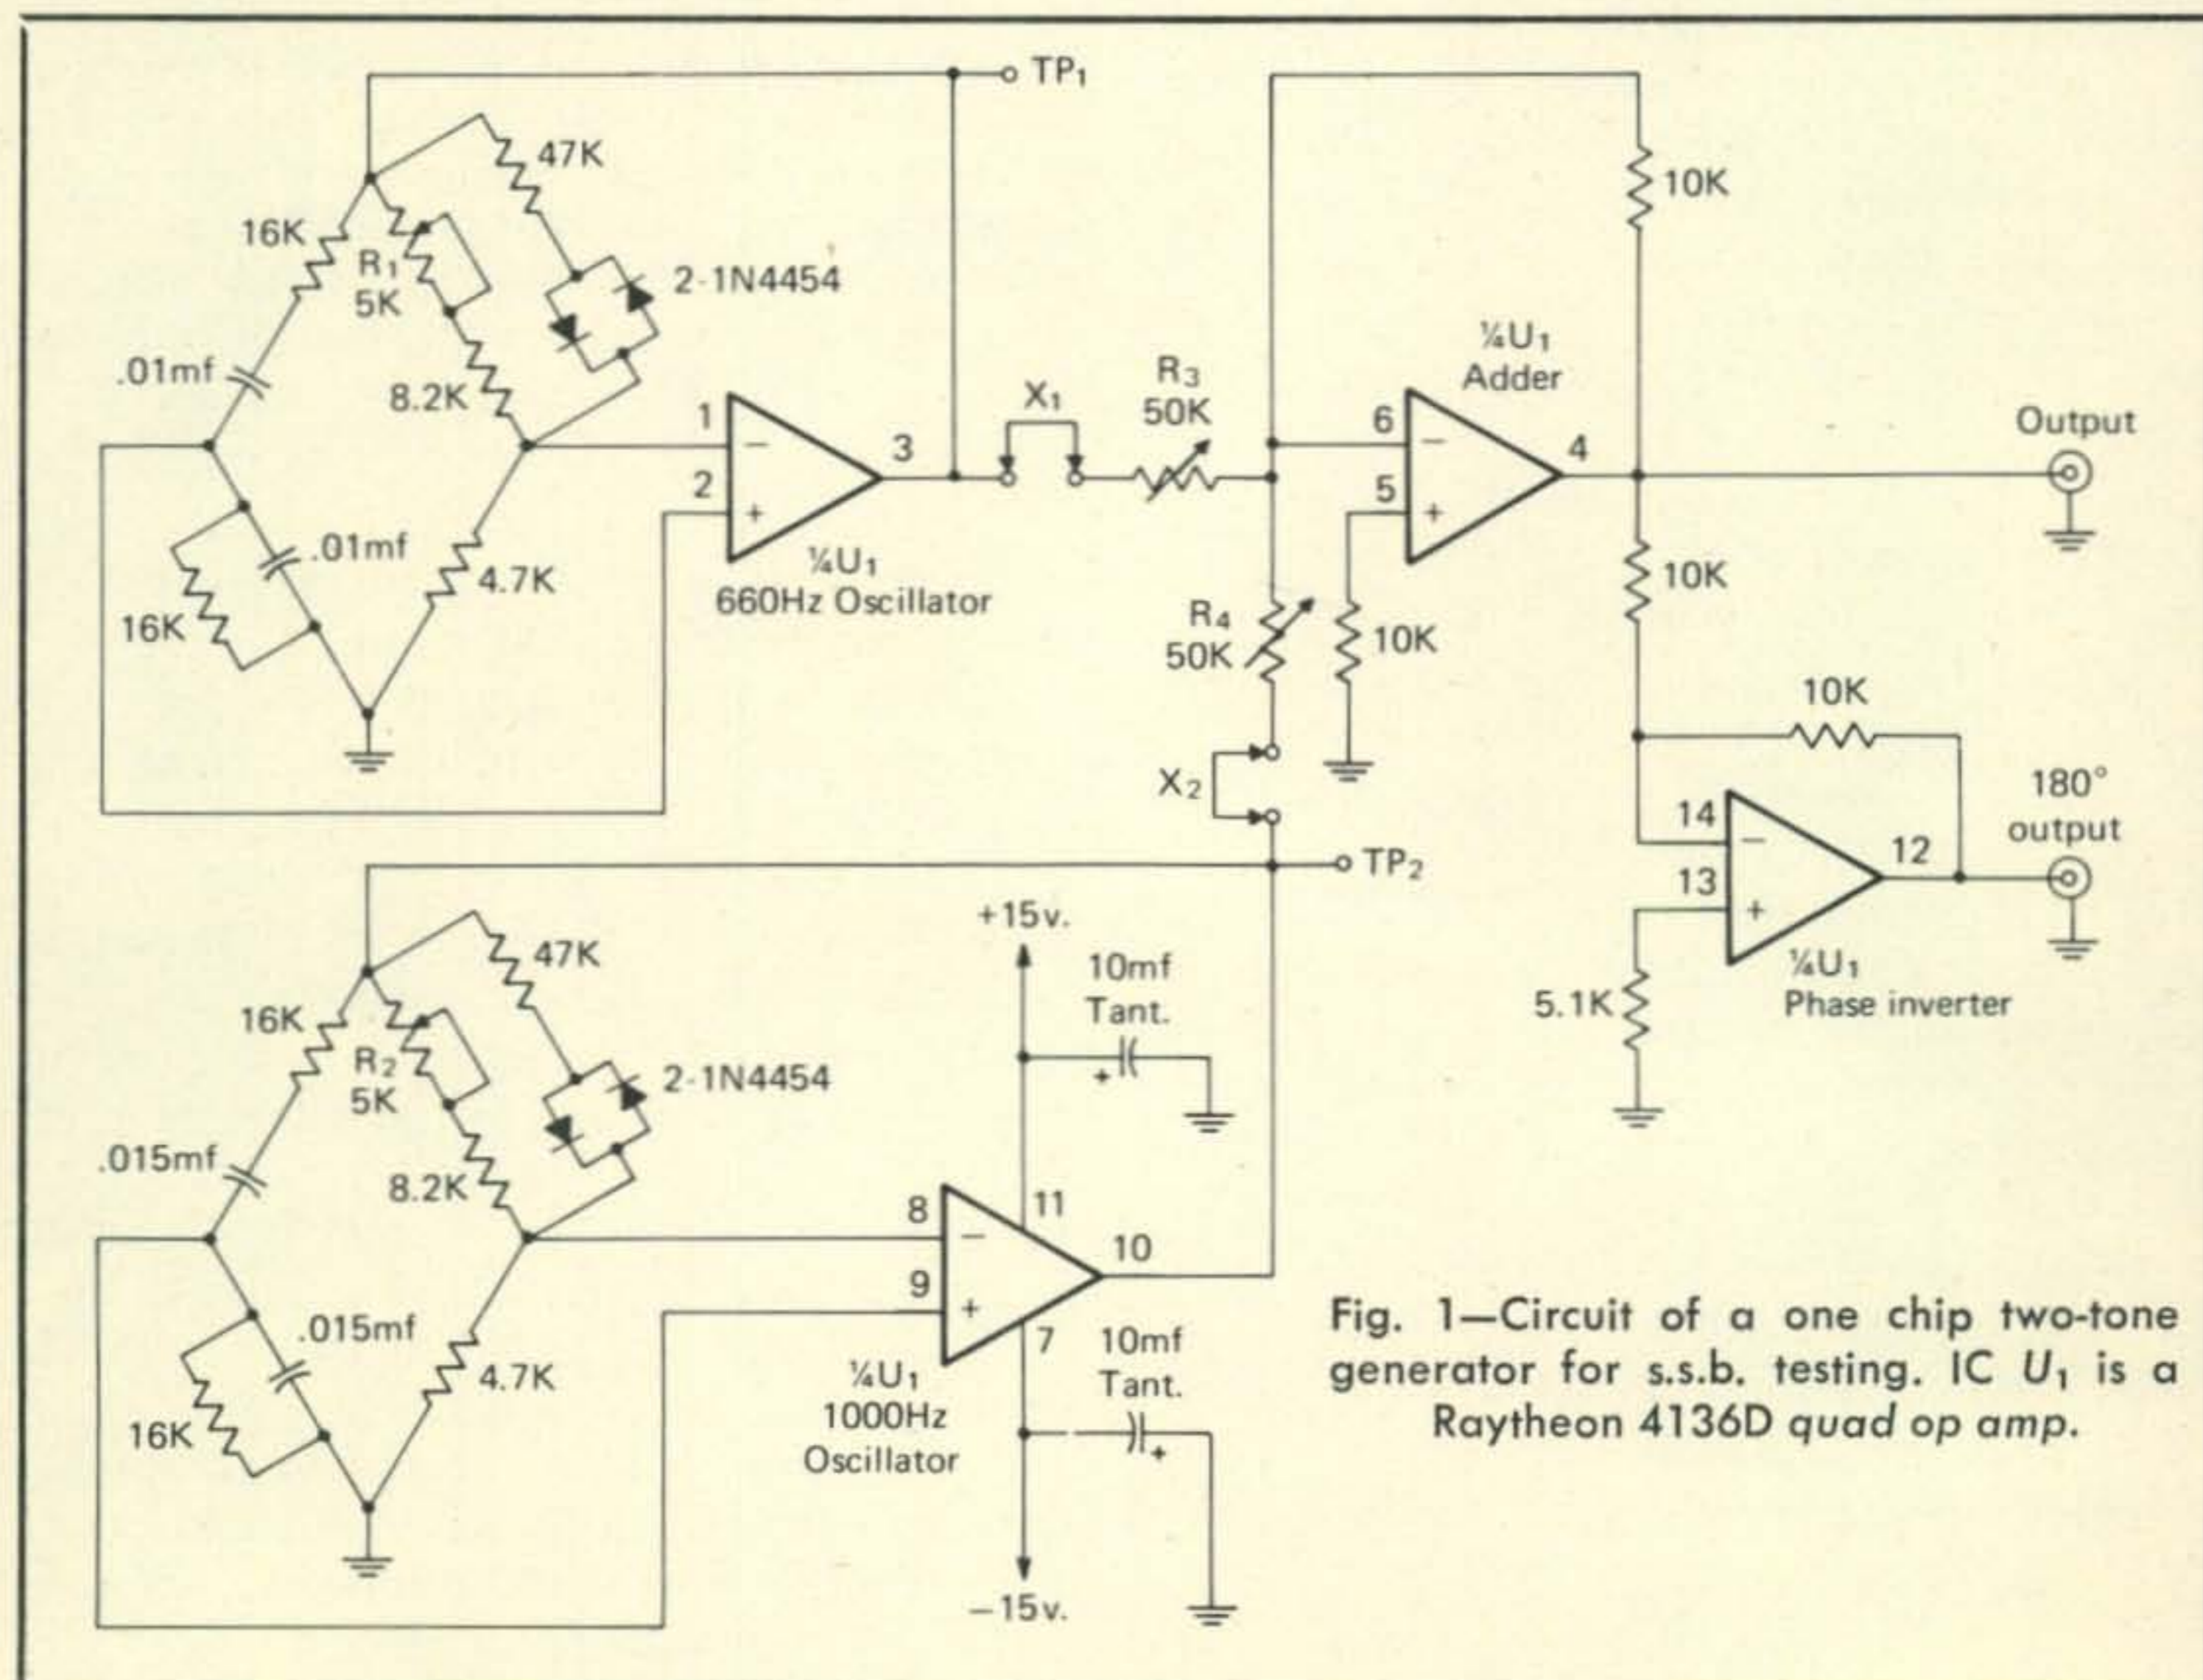 TP₁
47K
10K
16K
R₁
5K
2-1N4454
.01mf
8.2K
¼U₁
Adder
R₃
50K
X₁
Output
1
2
3
6
5
4
−
+
−
+
.01mf
4.7K
16K
¼U₁
660Hz Oscillator
R₄
50K
10K
10K
10K
X₂
180°
output
14
13
12
−
+
TP₂
¼U₁
Phase inverter
5.1K
+15v.
10mf
Tant.
+
47K
16K
R₂
5K
2-1N4454
.015mf
8.2K
8
9
11
10
7
−
+
.015mf
4.7K
16K
¼U₁
1000Hz
Oscillator
10mf
Tant.
+
−15v.
Fig. 1—Circuit of a one chip two-tone
generator for s.s.b. testing. IC U₁ is a
Raytheon 4136D quad op amp.